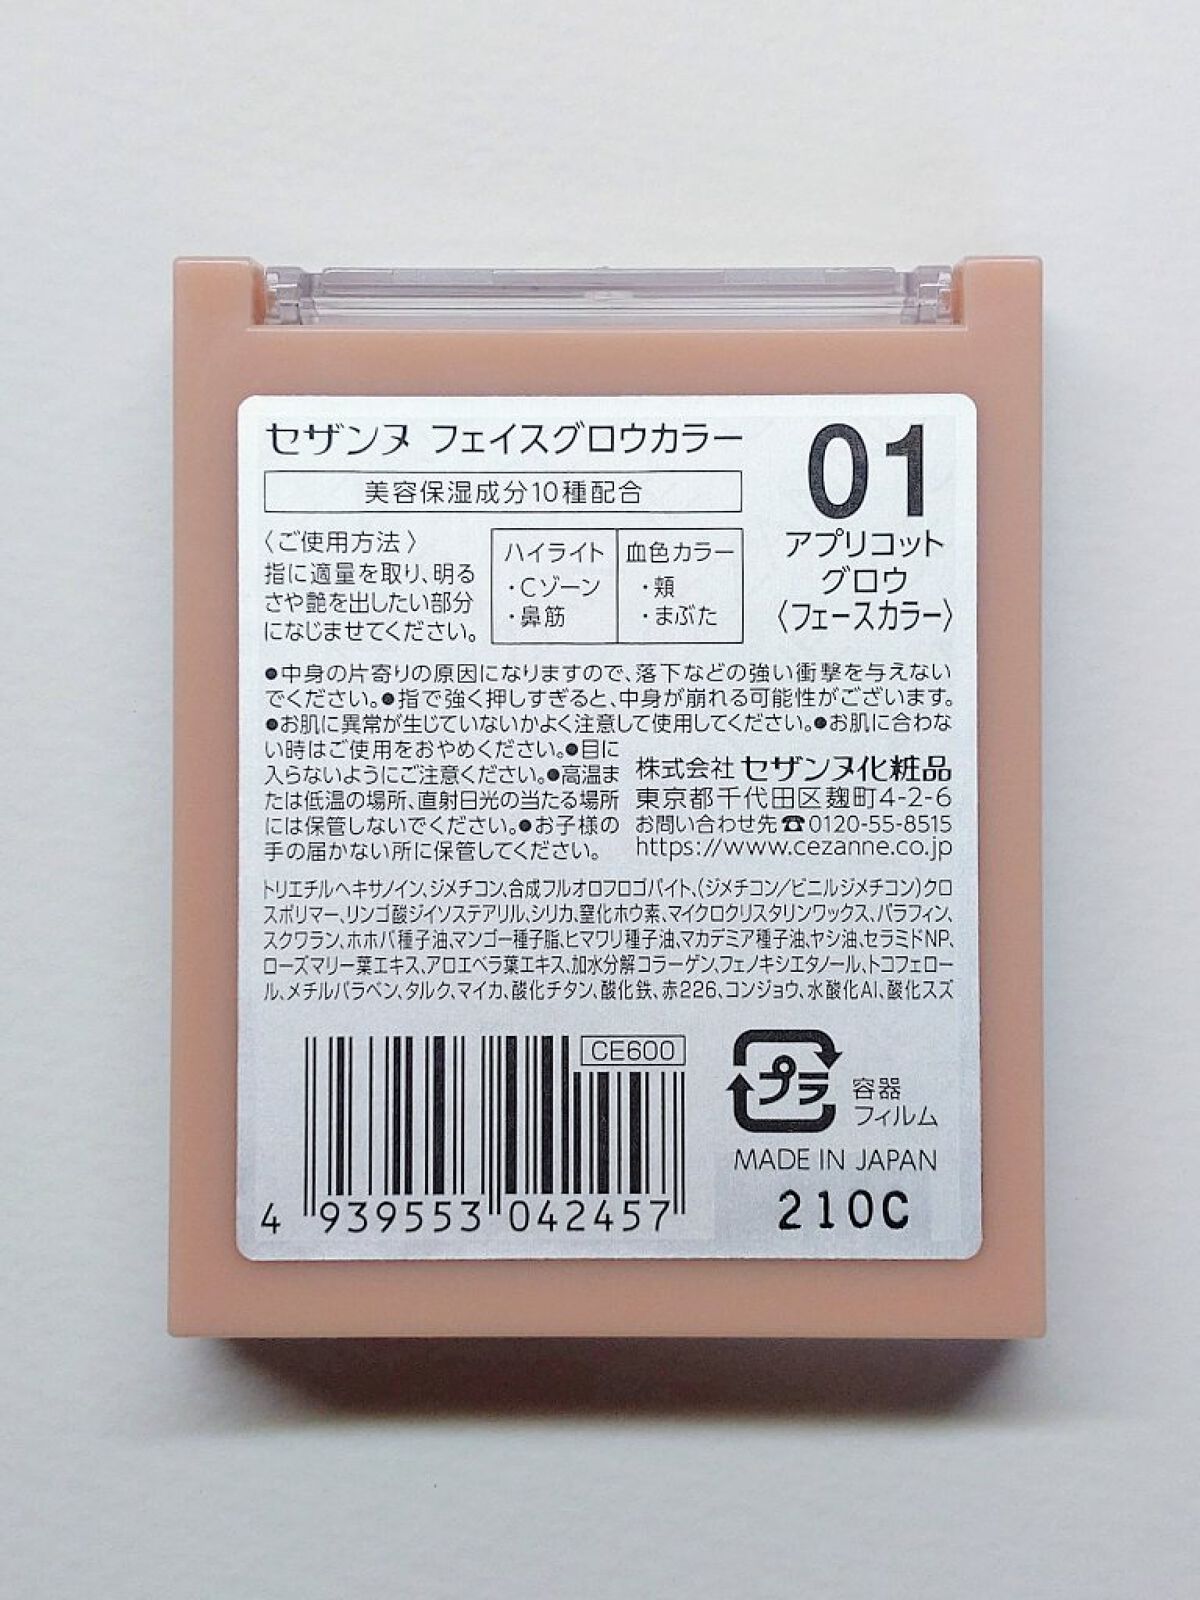 セザンヌ フェイスグロウカラー
美容保湿成分10種配合
01
アプリコット
グロウ
〈フェースカラー〉
〈ご使用方法〉
指に適量を取り、明る
さや艶を出したい部分
になじませてください。
ハイライト
・Cゾーン
・鼻筋
血色カラー
・頬
・まぶた
●中身の片寄りの原因になりますので、落下などの強い衝撃を与えない
でください。●指で強く押しすぎると、中身が崩れる可能性がございます。
●お肌に異常が生じていないかよく注意して使用してください。●お肌に合わな
い時はご使用をおやめください。●目に
入らないようにご注意ください。●高温ま
たは低温の場所、直射日光の当たる場所
には保管しないでください。●お子様の
手の届かない所に保管してください。
株式会社 セザンヌ化粧品
東京都千代田区麹町4-2-6
お問い合わせ先☎0120-55-8515
https://www.cezanne.co.jp
トリエチルヘキサノイン、ジメチコン、合成フルオロフロゴパイト、(ジメチコン/ビニルジメチコン)クロ
スポリマー、リンゴ酸ジイソステアリル、シリカ、窒化ホウ素、マイクロクリスタリンワックス、パラフィン、
スクワラン、ホホバ種子油、マンゴー種子脂、ヒマワリ種子油、マカデミア種子油、ヤシ油、セラミドNP、
ローズマリー葉エキス、アロエベラ葉エキス、加水分解コラーゲン、フェノキシエタノール、トコフェロー
ル、メチルパラベン、タルク、マイカ、酸化チタン、酸化鉄、赤226、コンジョウ、水酸化Al、酸化スズ
CE600
4 939553 042457
プラ
容器
フィルム
MADE IN JAPAN
210C